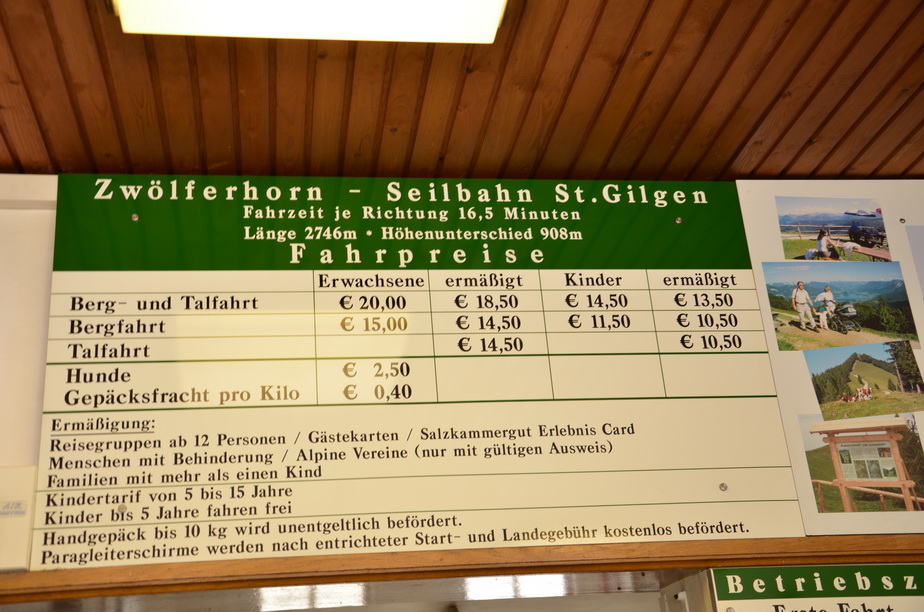 Zwölferhorn - Seilbahn St.Gilgen
Fahrzeit je Richtung 16,5 Minuten
Länge 2746m • Höhenunterschied 908m
Fahrpreise
Erwachsene ermäßigt Kinder ermäßigt
Berg- und Talfahrt € 20,00 € 18,50 € 14,50 € 13,50
Bergfahrt € 15,00 € 14,50 € 11,50 € 10,50
Talfahrt € 14,50 € 10,50
Hunde € 2,50
Gepäcksfracht pro Kilo € 0,40
Ermäßigung:
Reisegruppen ab 12 Personen / Gästekarten / Salzkammergut Erlebnis Card
Menschen mit Behinderung / Alpine Vereine (nur mit gültigen Ausweis)
Familien mit mehr als einen Kind
Kindertarif von 5 bis 15 Jahre
Kinder bis 5 Jahre fahren frei
Handgepäck bis 10 kg wird unentgeltlich befördert.
Paragleiterschirme werden nach entrichteter Start- und Landegebühr kostenlos befördert.
Betriebsz
Erste Fahrt